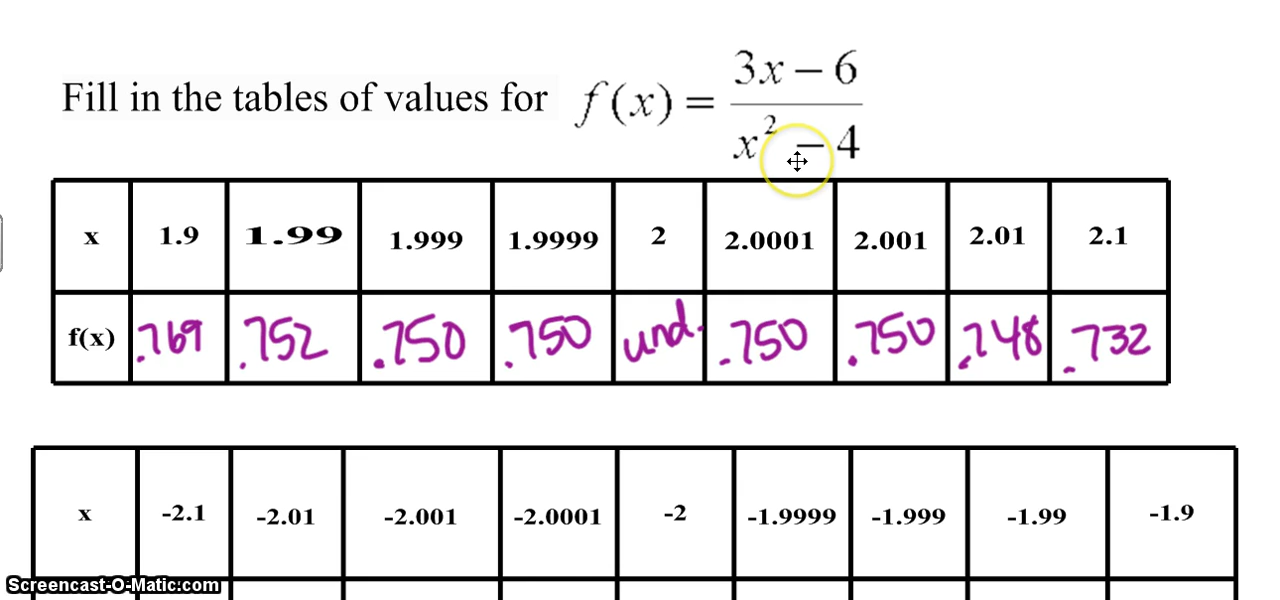 Fill in the tables of values for f(x) = (3x − 6)/(x² − 4)
x 1.9 1.99 1.999 1.9999 2 2.0001 2.001 2.01 2.1
f(x) .769 .752 .750 .750 und. .750 .750 .748 .732
x -2.1 -2.01 -2.001 -2.0001 -2 -1.9999 -1.999 -1.99 -1.9
Screencast-O-Matic.com